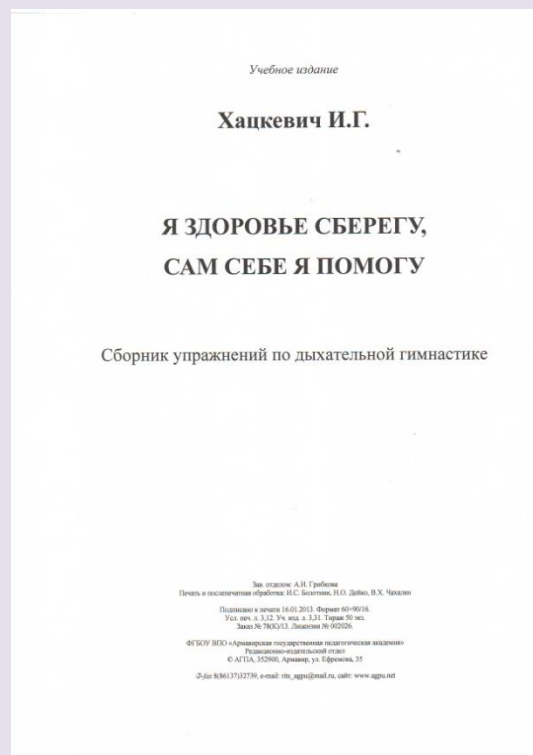 Учебное издание
Хацкевич И.Г.
Я ЗДОРОВЬЕ СБЕРЕГУ,
САМ СЕБЕ Я ПОМОГУ
Сборник упражнений по дыхательной гимнастике
Зав. отделом: А.И. Грибкова
Печать и послепечатная обработка: И.С. Болотник, Н.О. Дейко, В.Х. Чахалян
Подписано к печати 16.01.2013. Формат 60×90/16.
Усл. печ. л. 3,12. Уч. изд. л. 3,31. Тираж 50 экз.
Заказ № 78(К)/13. Лицензия № 002026.
ФГБОУ ВПО «Армавирская государственная педагогическая академия»
Редакционно-издательский отдел
© АГПА, 352900, Армавир, ул. Ефремова, 35
✆-fax 8(86137)32739, e-mail: rits_agpu@mail.ru, сайт: www.agpu.net